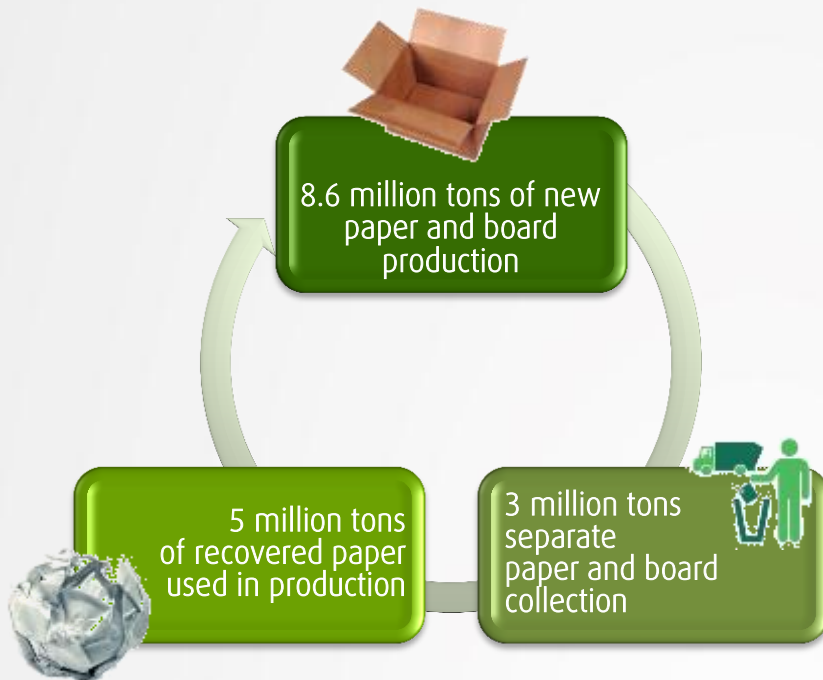 8.6 million tons of new
paper and board
production
5 million tons
of recovered paper
used in production
3 million tons
separate
paper and board
collection